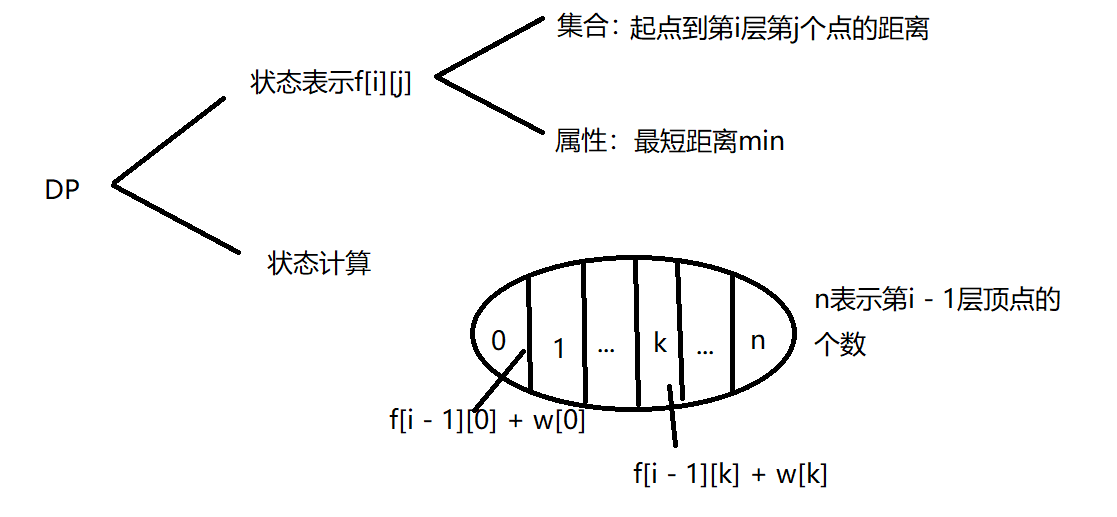 集合：起点到第i层第j个点的距离
状态表示f[i][j]
属性：最短距离min
DP
状态计算
n表示第i - 1层顶点的
个数
0 1 ... k ... n
f[i - 1][0] + w[0]
f[i - 1][k] + w[k]